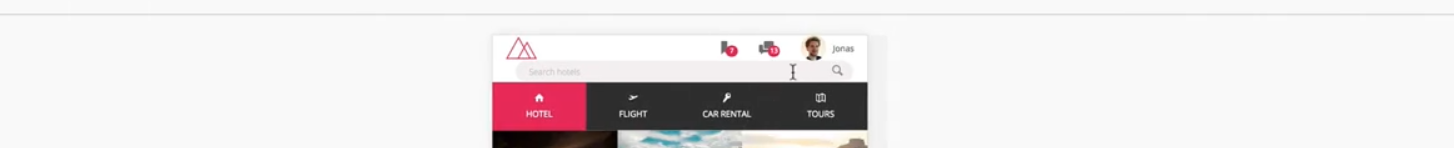 7 13 Jonas
Search hotels
HOTEL FLIGHT CAR RENTAL TOURS